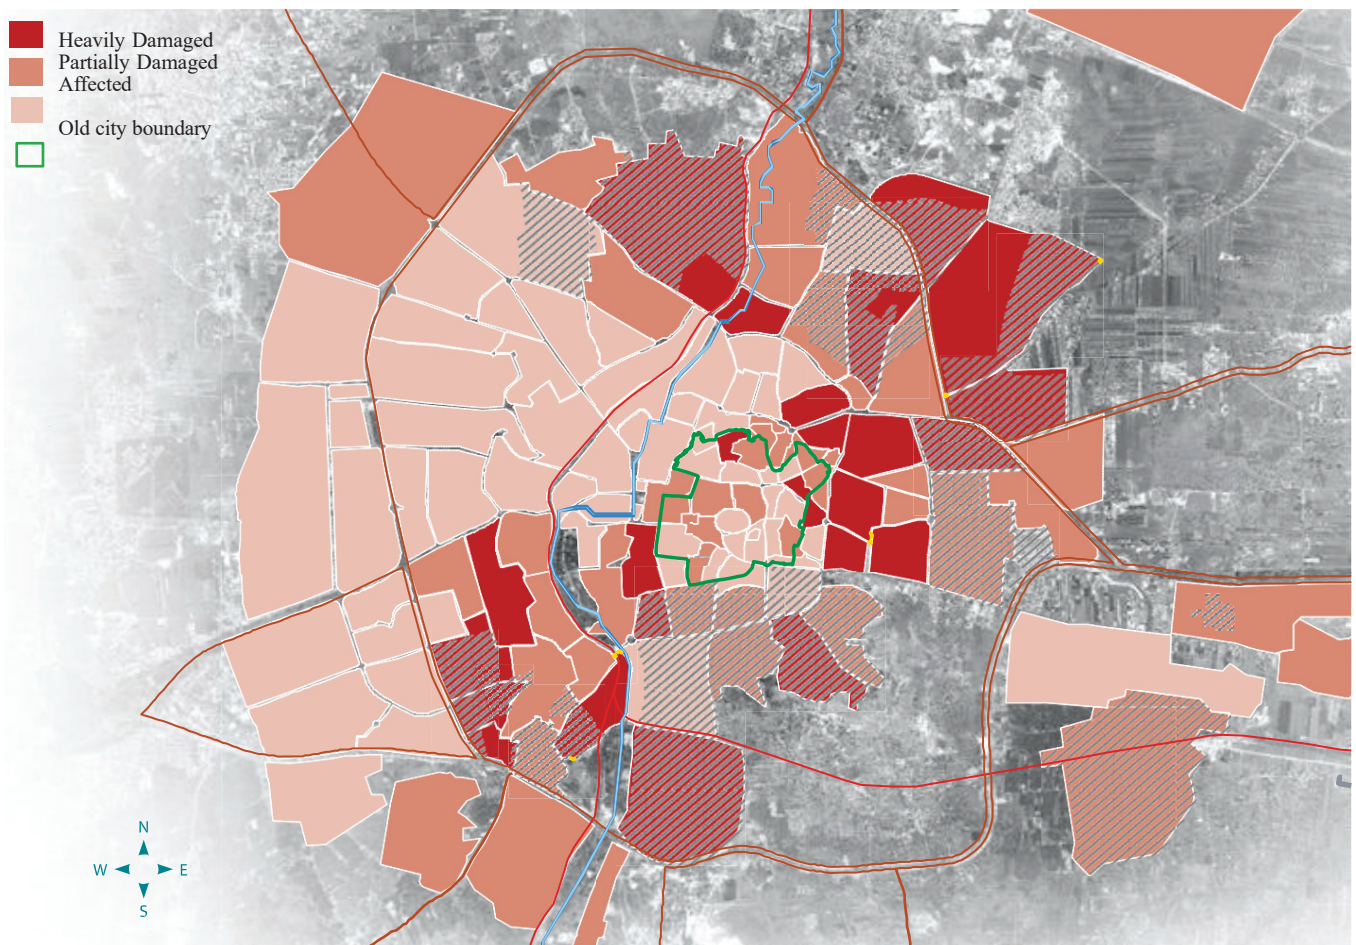 Heavily Damaged
Partially Damaged
Affected
Old city boundary
N
W E
S